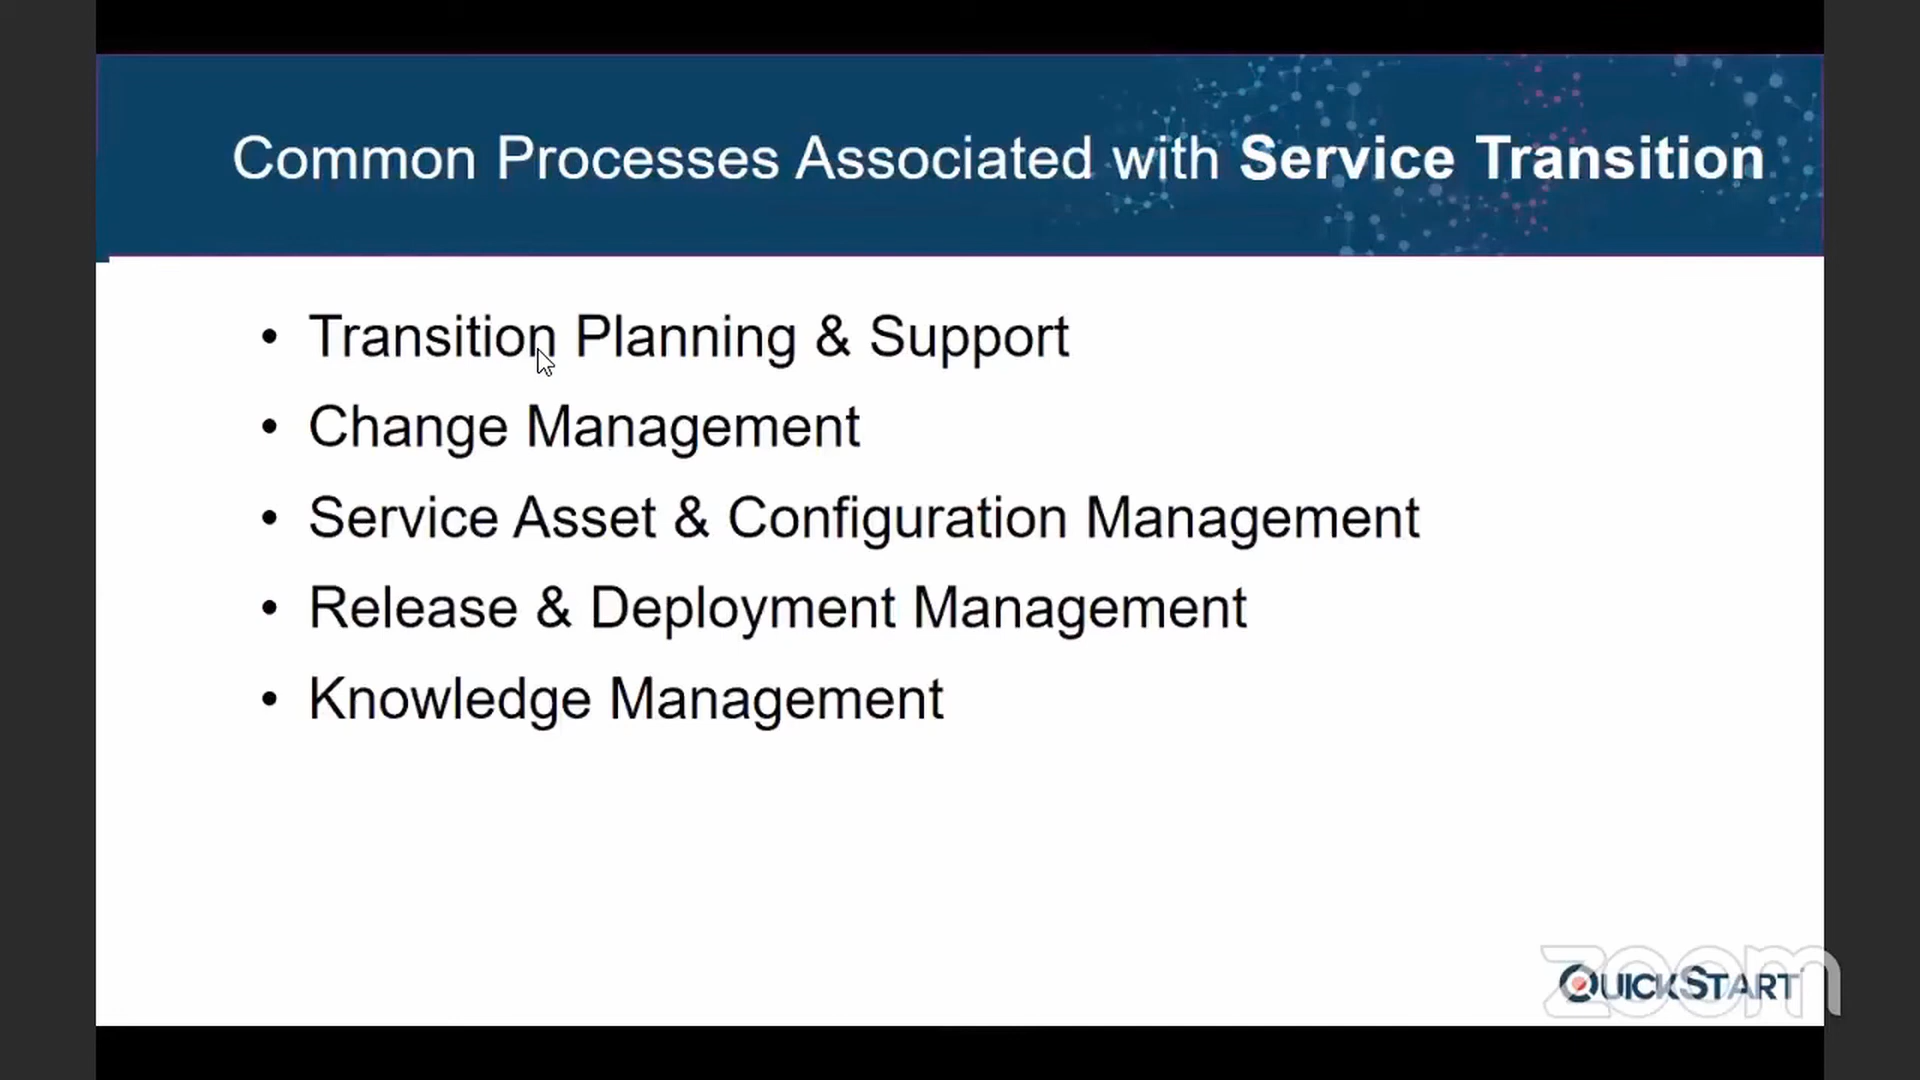 Common Processes Associated with Service Transition
• Transition Planning & Support
• Change Management
• Service Asset & Configuration Management
• Release & Deployment Management
• Knowledge Management
zoom
QUICKSTART